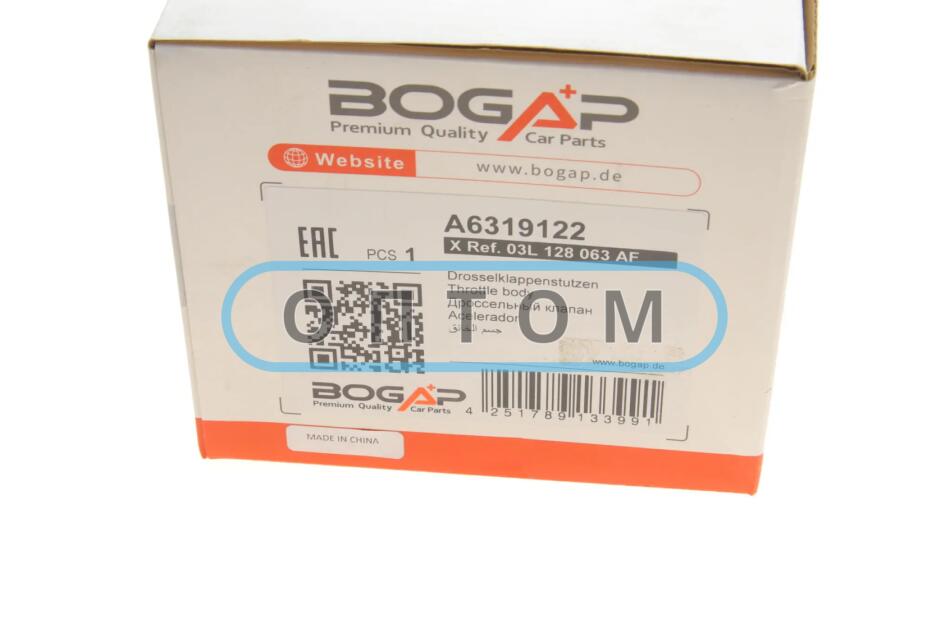 BOGAP
Premium Quality Car Parts
Website www.bogap.de
A6319122
EAC PCS 1 X Ref. 03L 128 063 AF
Drosselklappenstutzen
Throttle body
Дроссельный клапан
Acelerador
جسم الخانق
ОПТОМ
www.bogap.de
BOGAP
Premium Quality Car Parts
4 251789 133991
MADE IN CHINA